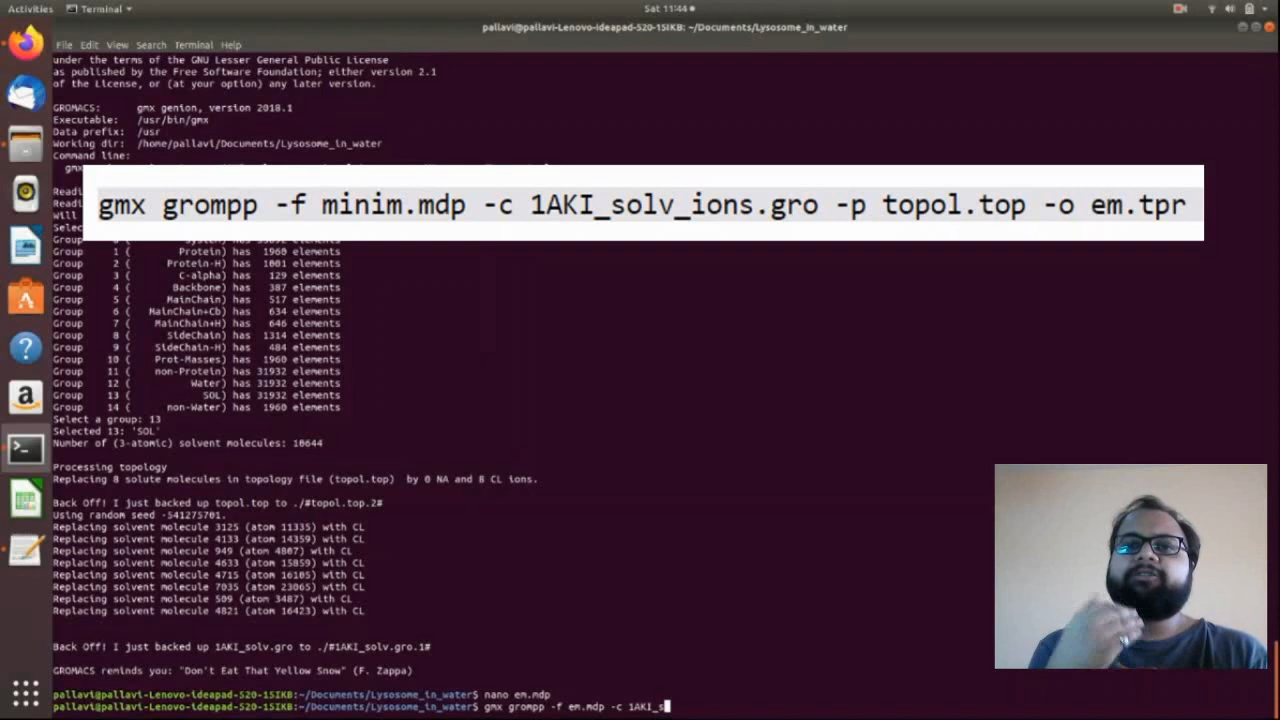 Activities Terminal Sat 11:44
pallavi@pallavi-Lenovo-ideapad-520-15IKB: ~/Documents/Lysosome_in_water
File Edit View Search Terminal Help
under the terms of the GNU Lesser General Public License
as published by the Free Software Foundation; either version 2.1
of the License, or (at your option) any later version.
GROMACS: gmx genion, version 2018.1
Executable: /usr/bin/gmx
Data prefix: /usr
Working dir: /home/pallavi/Documents/Lysosome_in_water
Command line:
gmx
Readi
Readi
Will
Selec
gmx grompp -f minim.mdp -c 1AKI_solv_ions.gro -p topol.top -o em.tpr
Group
Group 1 ( Protein) has 1960 elements
Group 2 ( Protein-H) has 1001 elements
Group 3 ( C-alpha) has 129 elements
Group 4 ( Backbone) has 387 elements
Group 5 ( MainChain) has 517 elements
Group 6 ( MainChain+Cb) has 634 elements
Group 7 ( MainChain+H) has 646 elements
Group 8 ( SideChain) has 1314 elements
Group 9 ( SideChain-H) has 484 elements
Group 10 ( Prot-Masses) has 1960 elements
Group 11 ( non-Protein) has 31932 elements
Group 12 ( Water) has 31932 elements
Group 13 ( SOL) has 31932 elements
Group 14 ( non-Water) has 1960 elements
Select a group: 13
Selected 13: 'SOL'
Number of (3-atomic) solvent molecules: 10644
Processing topology
Replacing 8 solute molecules in topology file (topol.top) by 0 NA and 8 CL ions.
Back Off! I just backed up topol.top to ./#topol.top.2#
Using random seed -541275701.
Replacing solvent molecule 3125 (atom 11335) with CL
Replacing solvent molecule 4133 (atom 14359) with CL
Replacing solvent molecule 949 (atom 4807) with CL
Replacing solvent molecule 4633 (atom 15859) with CL
Replacing solvent molecule 4715 (atom 16105) with CL
Replacing solvent molecule 7035 (atom 23065) with CL
Replacing solvent molecule 509 (atom 3487) with CL
Replacing solvent molecule 4821 (atom 16423) with CL
Back Off! I just backed up 1AKI_solv.gro to ./#1AKI_solv.gro.1#
GROMACS reminds you: "Don't Eat That Yellow Snow" (F. Zappa)
pallavi@pallavi-Lenovo-ideapad-520-15IKB:~/Documents/Lysosome_in_water$ nano em.mdp
pallavi@pallavi-Lenovo-ideapad-520-15IKB:~/Documents/Lysosome_in_water$ gmx grompp -f em.mdp -c 1AKI_s